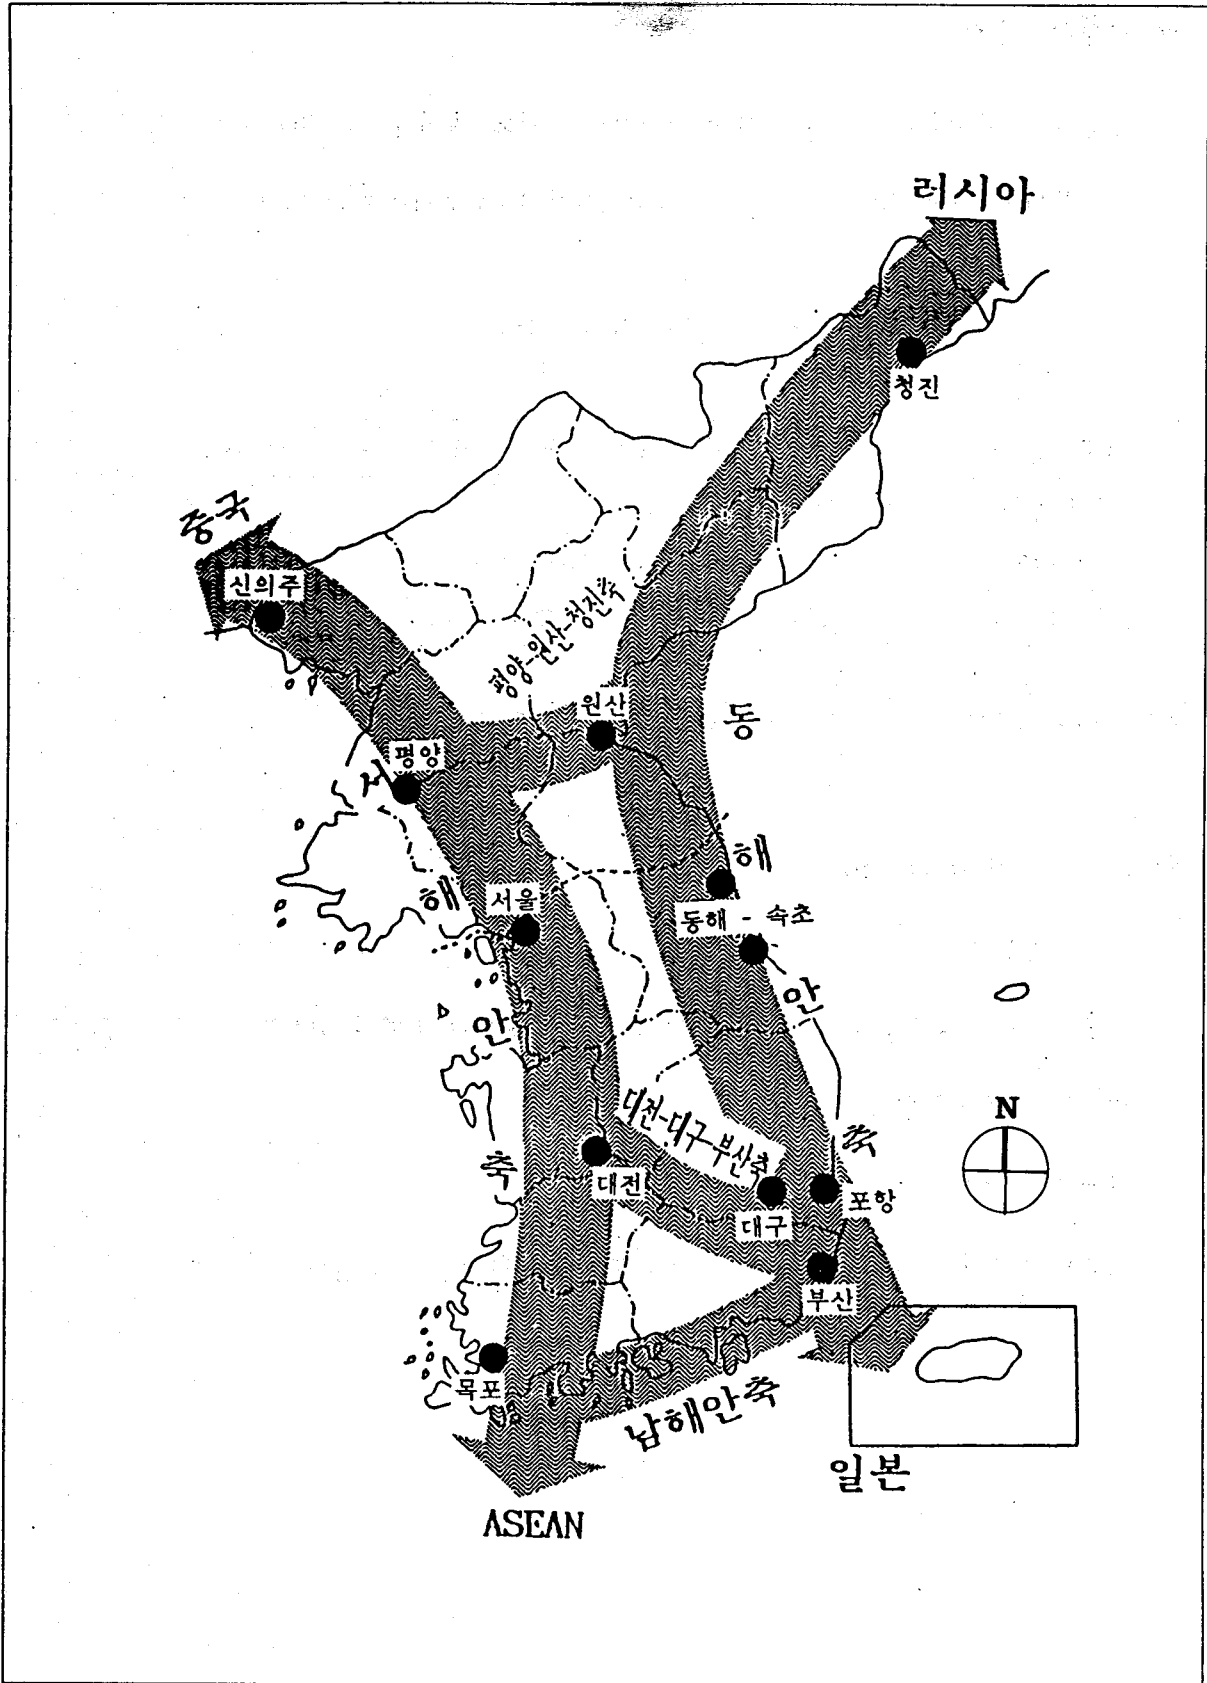 러시아
청진
중국
신의주
평양-원산-청진축
원산
평양
서해안축
동해안축
서울
동해 - 속초
N
대전-대구-부산축
대전
대구
포항
부산
목포
남해안축
일본
ASEAN